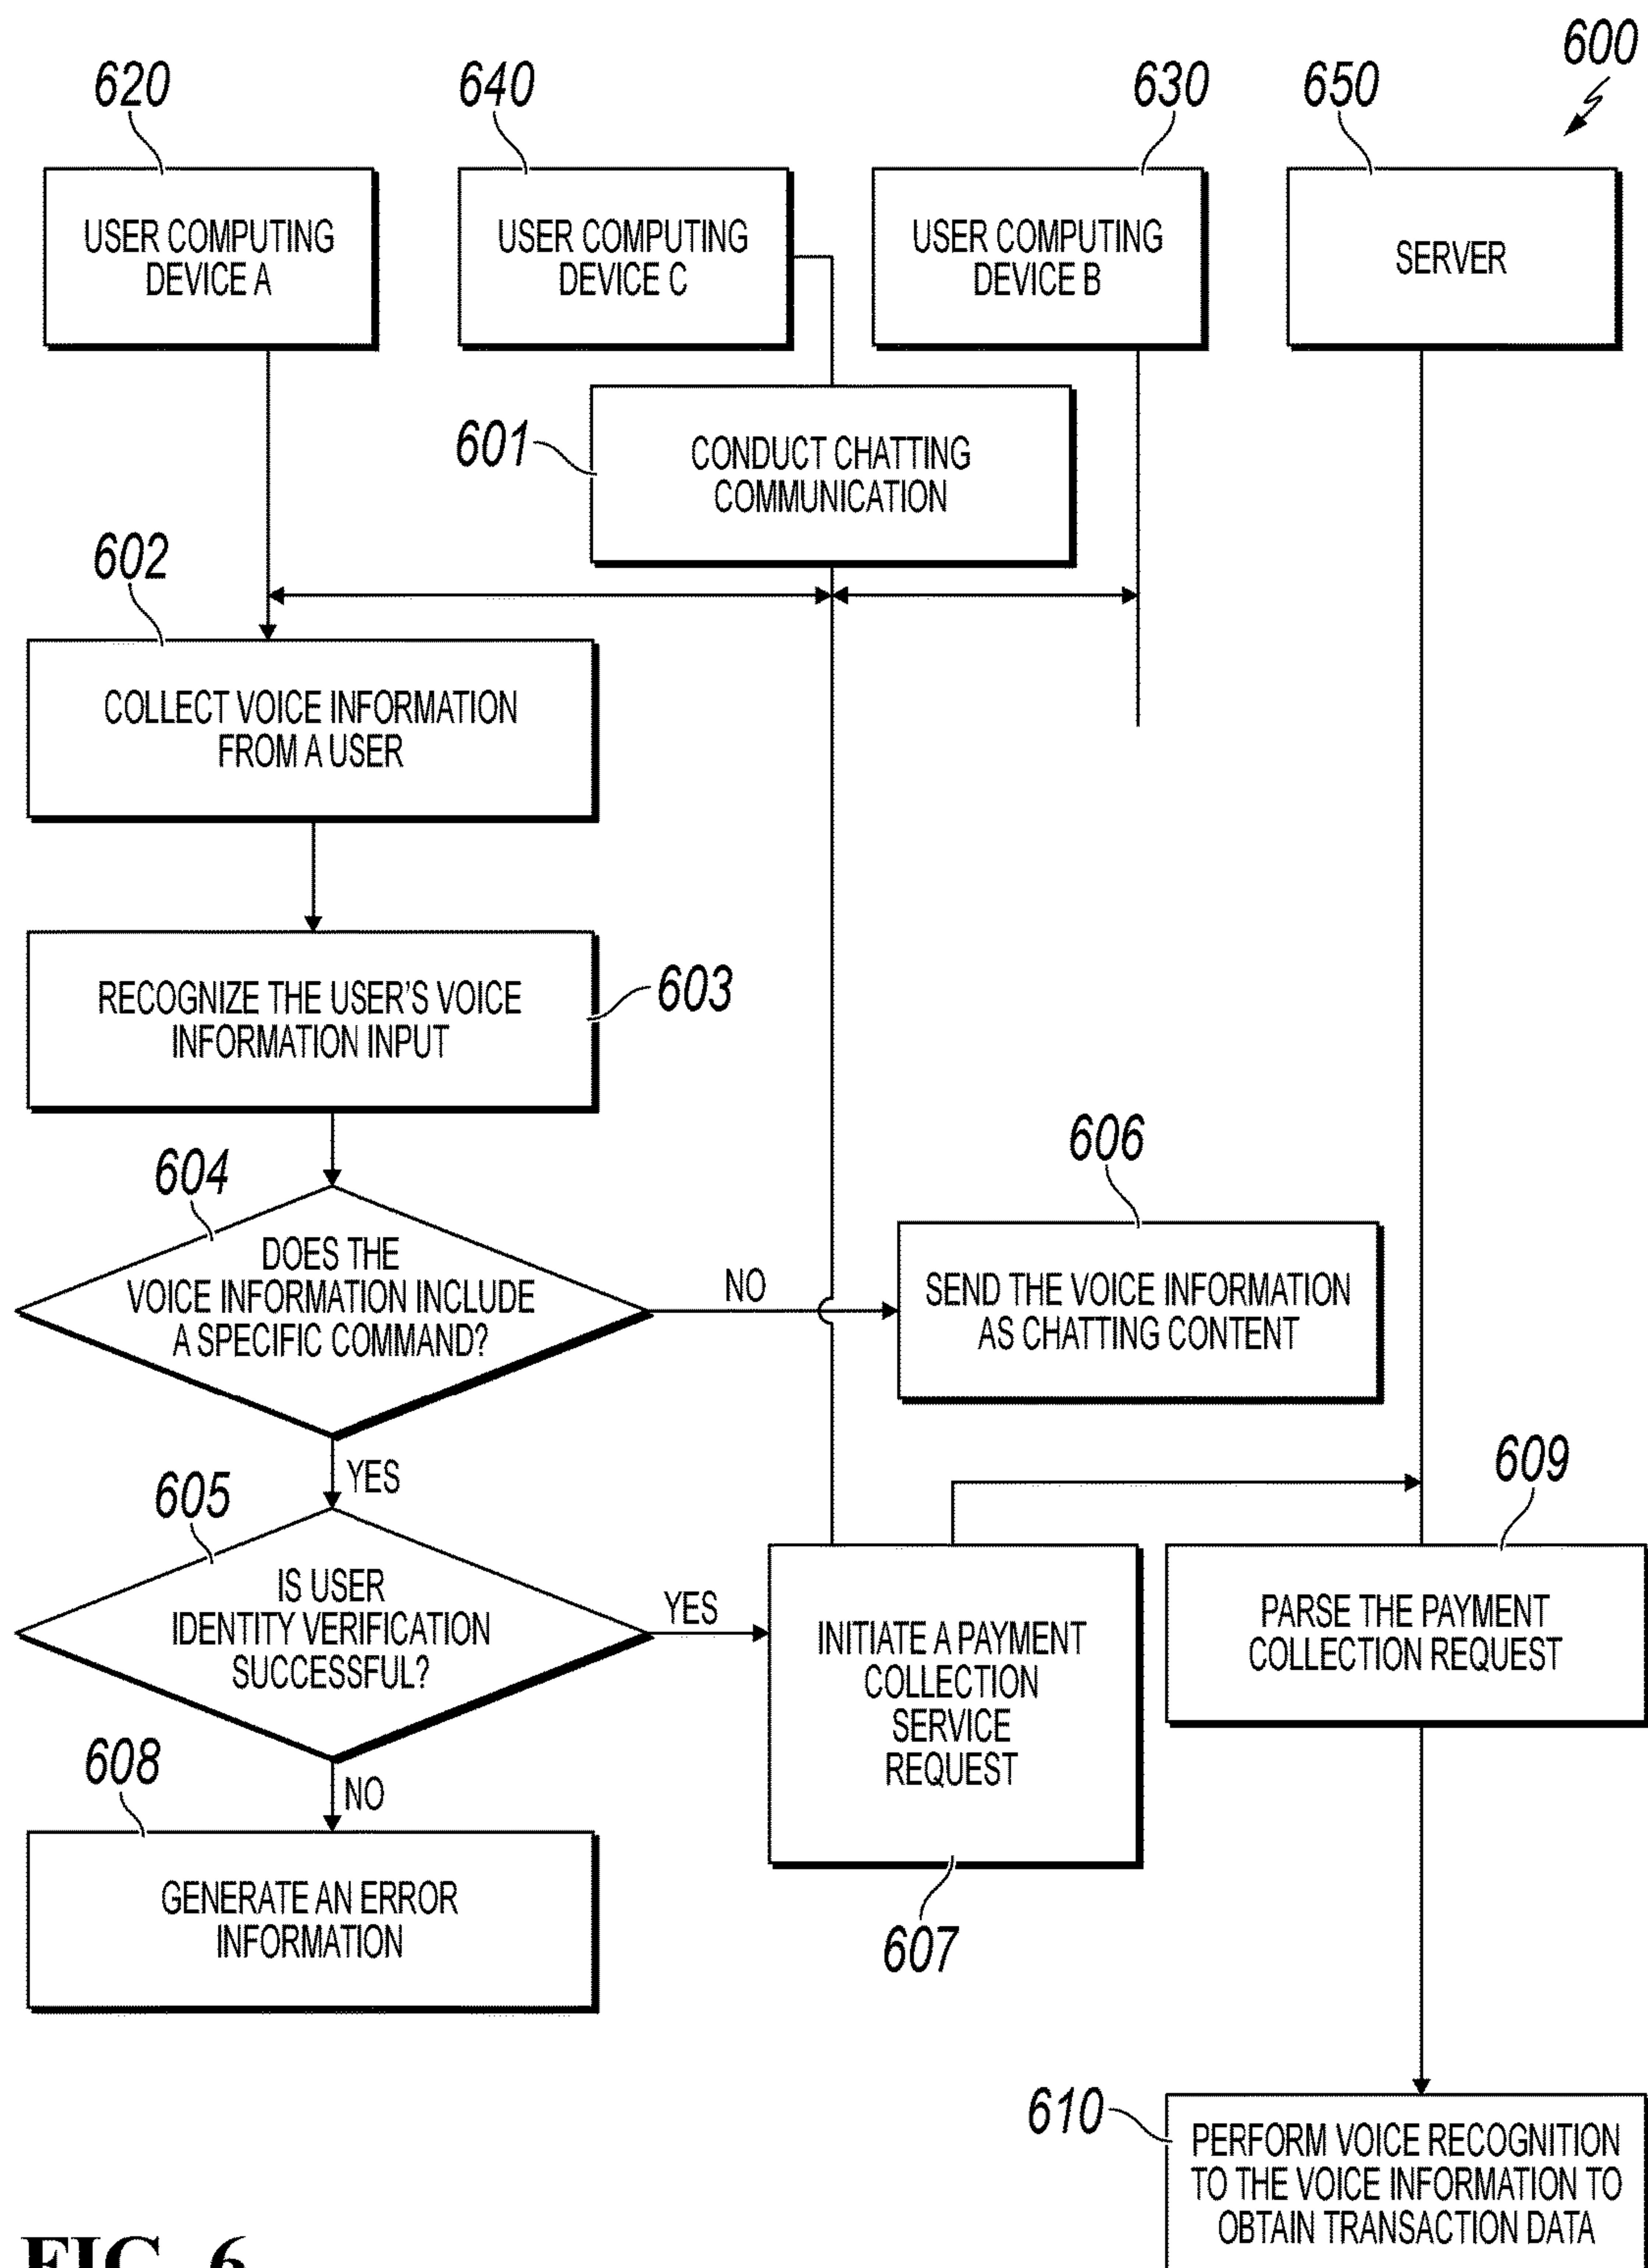 600
620
640
630
650
USER COMPUTING
DEVICE A
USER COMPUTING
DEVICE C
USER COMPUTING
DEVICE B
SERVER
601
CONDUCT CHATTING
COMMUNICATION
602
COLLECT VOICE INFORMATION
FROM A USER
RECOGNIZE THE USER'S VOICE
INFORMATION INPUT
603
604
DOES THE
VOICE INFORMATION INCLUDE
A SPECIFIC COMMAND?
NO
606
SEND THE VOICE INFORMATION
AS CHATTING CONTENT
YES
605
IS USER
IDENTITY VERIFICATION
SUCCESSFUL?
YES
INITIATE A PAYMENT
COLLECTION
SERVICE
REQUEST
607
609
PARSE THE PAYMENT
COLLECTION REQUEST
NO
608
GENERATE AN ERROR
INFORMATION
610
PERFORM VOICE RECOGNITION
TO THE VOICE INFORMATION TO
OBTAIN TRANSACTION DATA
FIG. 6